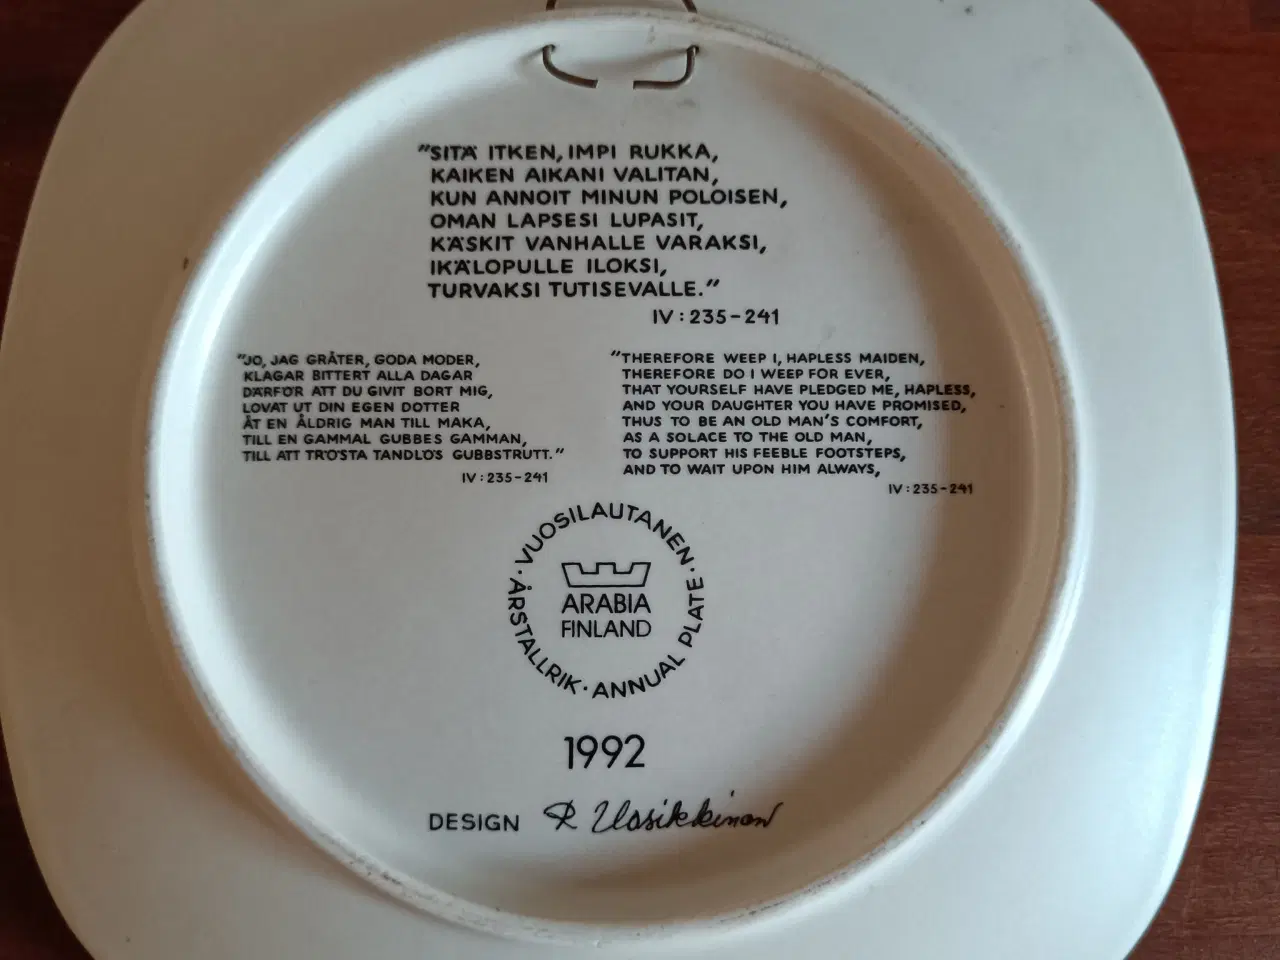 "SITÄ ITKEN, IMPI RUKKA,
KAIKEN AIKANI VALITAN,
KUN ANNOIT MINUN POLOISEN,
OMAN LAPSESI LUPASIT,
KÄSKIT VANHALLE VARAKSI,
IKÄLOPULLE ILOKSI,
TURVAKSI TUTISEVALLE."
IV : 235-241
"JO, JAG GRÅTER, GODA MODER,
KLAGAR BITTERT ALLA DAGAR
DÄRFÖR ATT DU GIVIT BORT MIG,
LOVAT UT DIN EGEN DOTTER
ÅT EN ÅLDRIG MAN TILL MAKA,
TILL EN GAMMAL GUBBES GAMMAN,
TILL ATT TRÖSTA TANDLÖS GUBBSTRUTT."
IV : 235-241
"THEREFORE WEEP I, HAPLESS MAIDEN,
THEREFORE DO I WEEP FOR EVER,
THAT YOURSELF HAVE PLEDGED ME, HAPLESS,
AND YOUR DAUGHTER YOU HAVE PROMISED,
THUS TO BE AN OLD MAN'S COMFORT,
AS A SOLACE TO THE OLD MAN,
TO SUPPORT HIS FEEBLE FOOTSTEPS,
AND TO WAIT UPON HIM ALWAYS,
IV : 235-241
· VUOSILAUTANEN ·
ANNUAL PLATE ·
ÅRSTALLRIK
ARABIA
FINLAND
1992
DESIGN R Uosikkinen